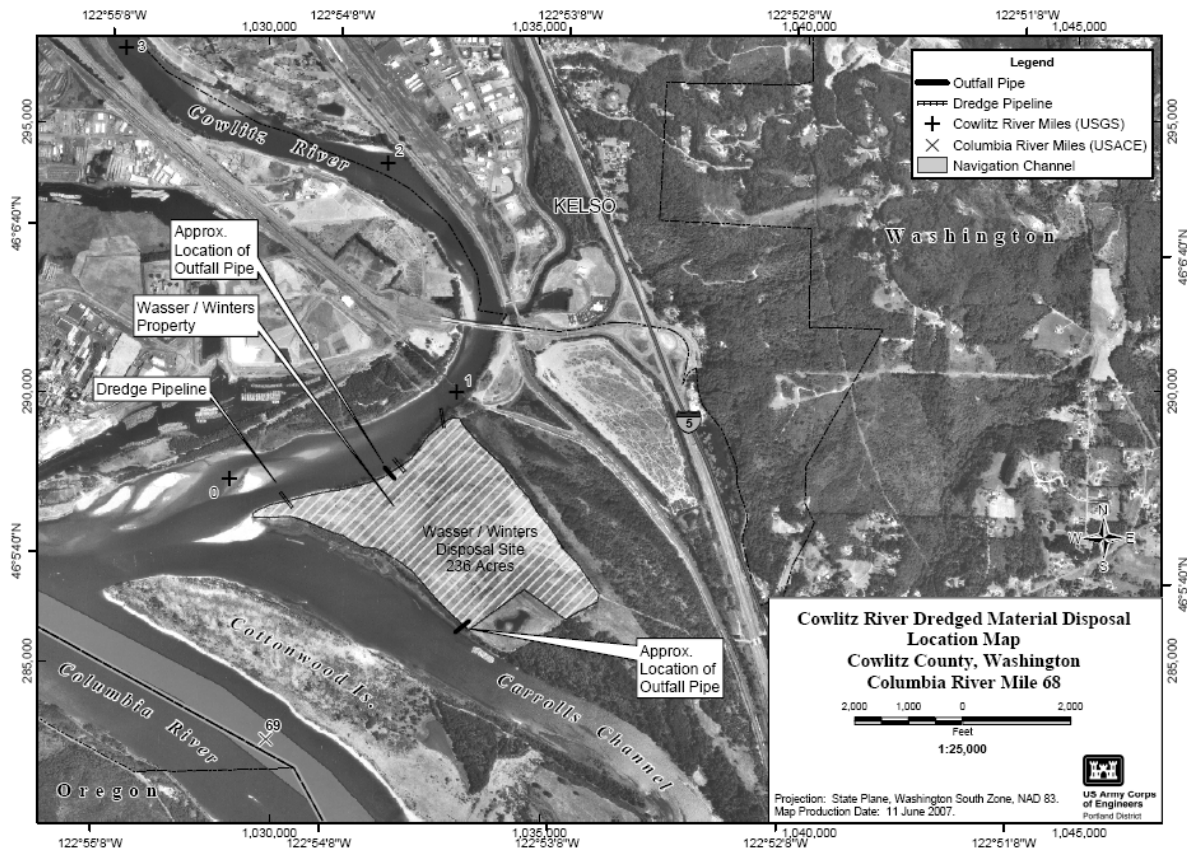 122°55'8"W
122°54'8"W
122°53'8"W
122°52'8"W
122°51'8"W
1,030,000
1,035,000
1,040,000
1,045,000
3
Cowlitz River
2
Legend
Outfall Pipe
Dredge Pipeline
Cowlitz River Miles (USGS)
Columbia River Miles (USACE)
Navigation Channel
295,000
295,000
KELSO
Washington
46°6'40"N
46°6'40"N
Approx.
Location of
Outfall Pipe
Wasser / Winters
Property
Dredge Pipeline
290,000
290,000
1
5
0
Wasser / Winters
Disposal Site
236 Acres
N
W
E
S
46°5'40"N
46°5'40"N
Cottonwood Is.
Carrolls Channel
Approx.
Location of
Outfall Pipe
285,000
285,000
Columbia River
69
Oregon
Cowlitz River Dredged Material Disposal
Location Map
Cowlitz County, Washington
Columbia River Mile 68
2,000 1,000 0 2,000
Feet
1:25,000
US Army Corps
of Engineers
Portland District
Projection: State Plane, Washington South Zone, NAD 83.
Map Production Date: 11 June 2007.
1,030,000
1,035,000
1,040,000
1,045,000
122°55'8"W
122°54'8"W
122°53'8"W
122°52'8"W
122°51'8"W